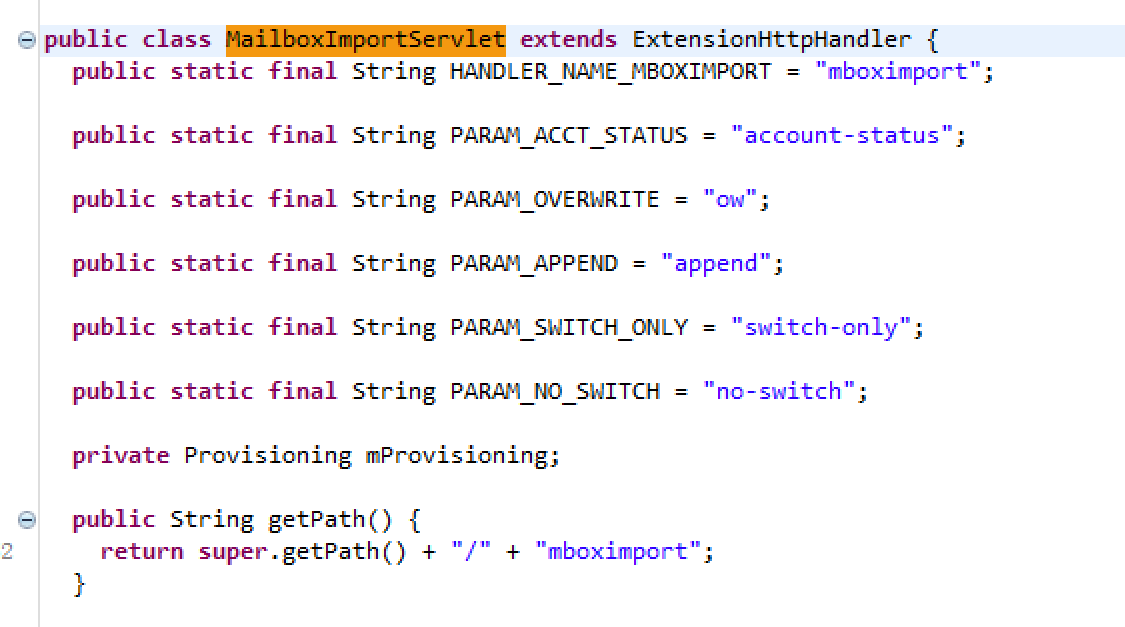 public class MailboxImportServlet extends ExtensionHttpHandler {
public static final String HANDLER_NAME_MBOXIMPORT = "mboximport";
public static final String PARAM_ACCT_STATUS = "account-status";
public static final String PARAM_OVERWRITE = "ow";
public static final String PARAM_APPEND = "append";
public static final String PARAM_SWITCH_ONLY = "switch-only";
public static final String PARAM_NO_SWITCH = "no-switch";
private Provisioning mProvisioning;
public String getPath() {
2 return super.getPath() + "/" + "mboximport";
}